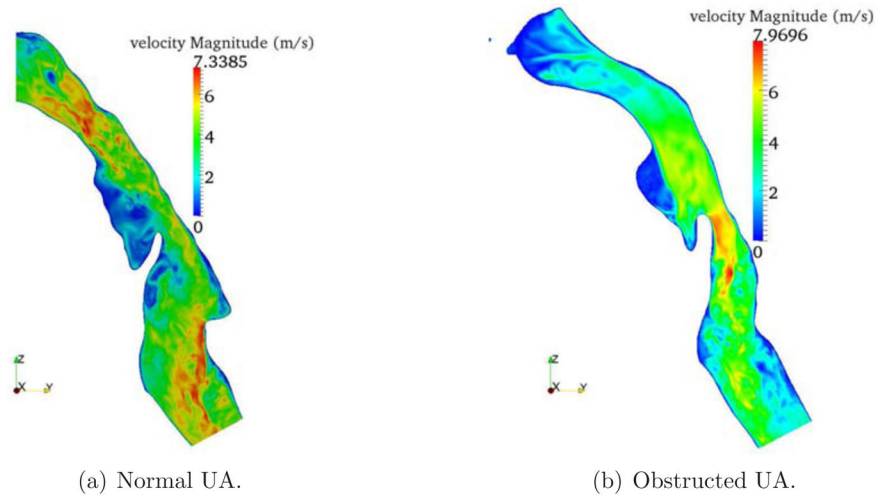 velocity Magnitude (m/s)
7.3385
6
4
2
0
Z
X Y
(a) Normal UA.
velocity Magnitude (m/s)
7.9696
6
4
2
0
Z
X Y
(b) Obstructed UA.